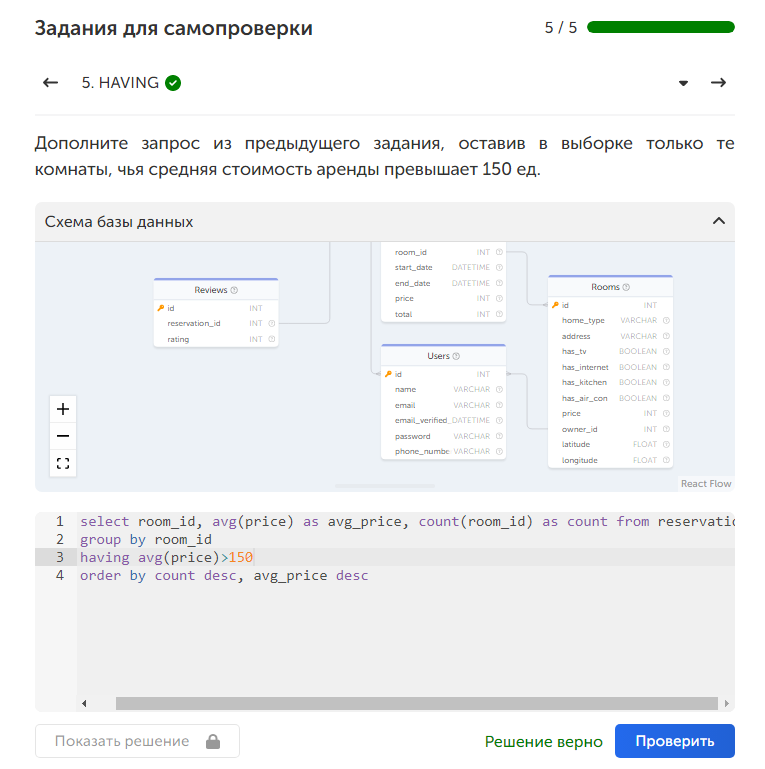 Задания для самопроверки
5 / 5
5. HAVING
Дополните запрос из предыдущего задания, оставив в выборке только те
комнаты, чья средняя стоимость аренды превышает 150 ед.
Схема базы данных
room_id INT
start_date DATETIME
end_date DATETIME
price INT
total INT
Reviews
id INT
reservation_id INT
rating INT
Users
id INT
name VARCHAR
email VARCHAR
email_verified_ DATETIME
password VARCHAR
phone_numbe VARCHAR
Rooms
id INT
home_type VARCHAR
address VARCHAR
has_tv BOOLEAN
has_internet BOOLEAN
has_kitchen BOOLEAN
has_air_con BOOLEAN
price INT
owner_id INT
latitude FLOAT
longitude FLOAT
React Flow
1 select room_id, avg(price) as avg_price, count(room_id) as count from reservatio
2 group by room_id
3 having avg(price)>150
4 order by count desc, avg_price desc
Показать решение
Решение верно
Проверить